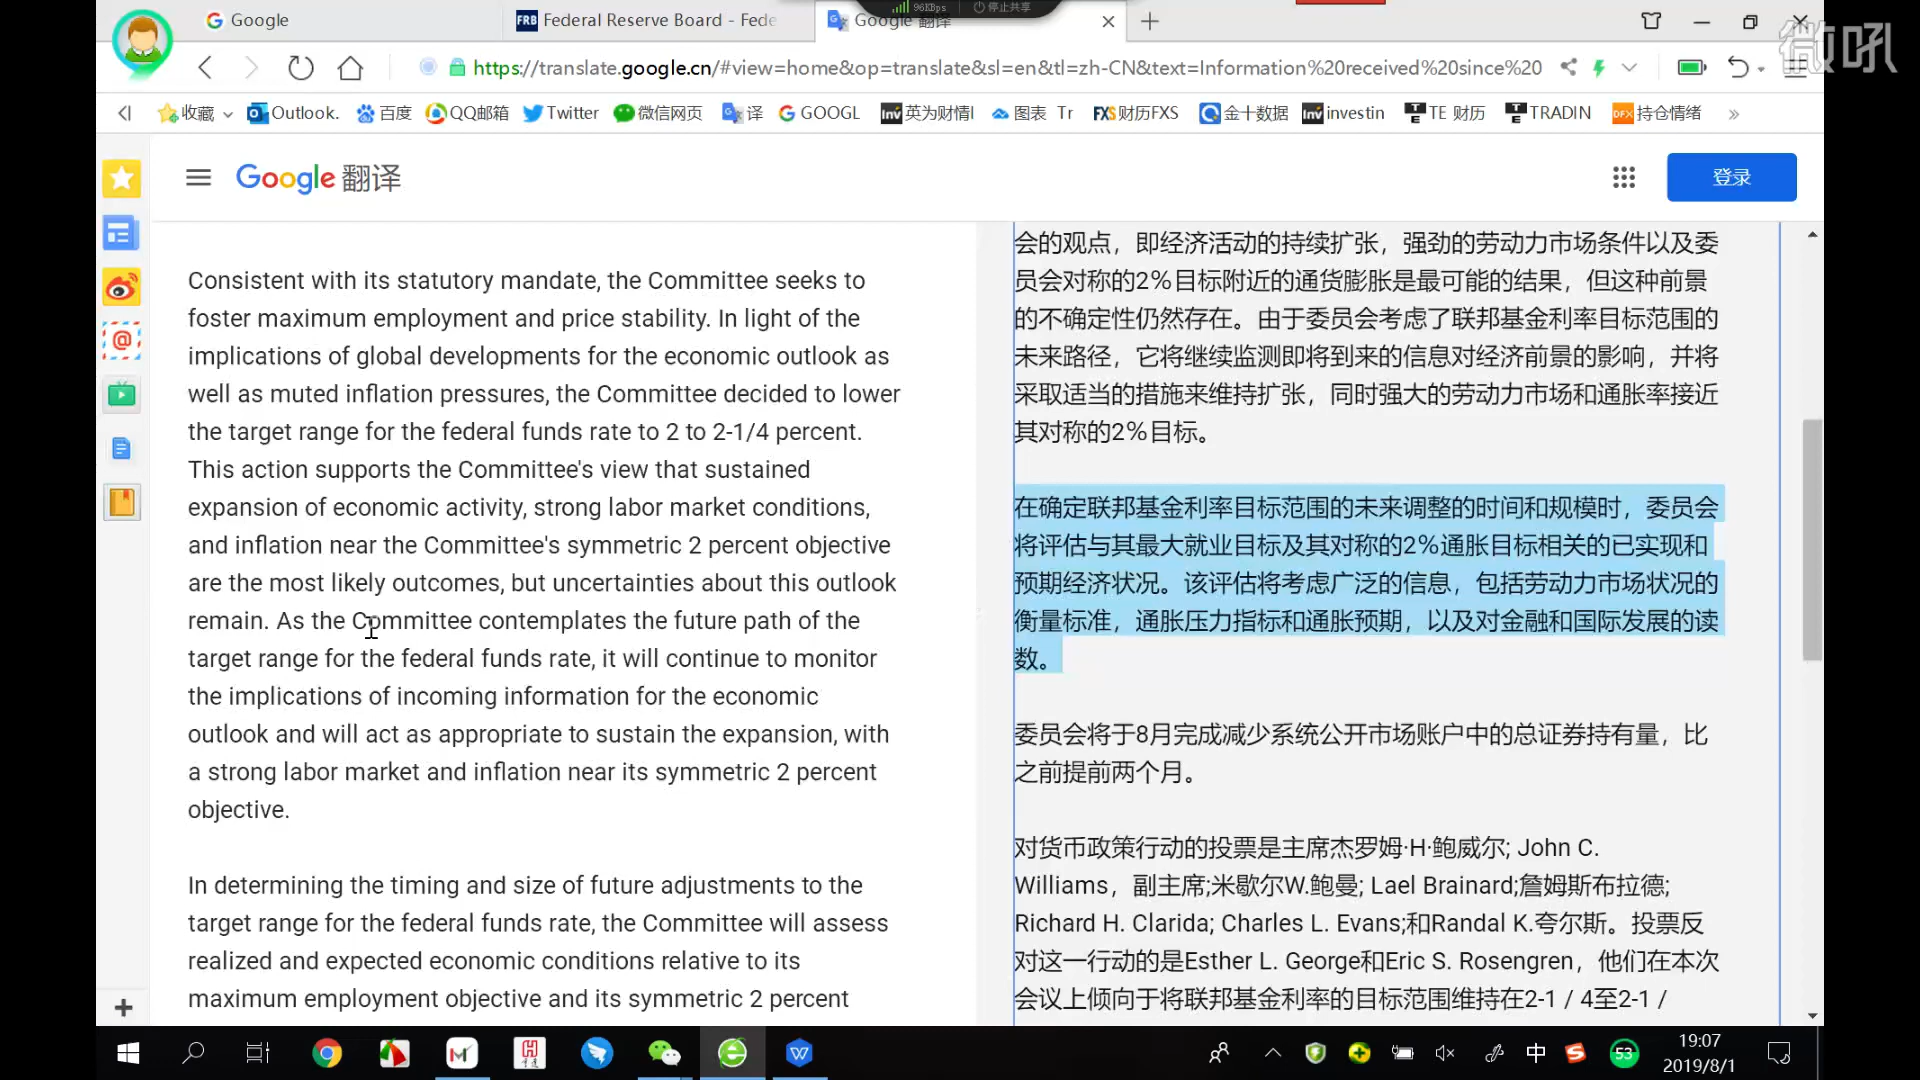 96KBps
停止共享
Google
FRB Federal Reserve Board - Fede
Google 翻译
微吼
https://translate.google.cn/#view=home&op=translate&sl=en&tl=zh-CN&text=Information%20received%20since%20
收藏 Outlook. 百度 QQ邮箱 Twitter 微信网页 译 GOOGL Inv 英为财情I 图表 Tr FXS 财历FXS 金十数据 Inv investin TE 财历 TRADIN DFX 持仓情绪 »
Google 翻译
登录
Consistent with its statutory mandate, the Committee seeks to
foster maximum employment and price stability. In light of the
implications of global developments for the economic outlook as
well as muted inflation pressures, the Committee decided to lower
the target range for the federal funds rate to 2 to 2-1/4 percent.
This action supports the Committee's view that sustained
expansion of economic activity, strong labor market conditions,
and inflation near the Committee's symmetric 2 percent objective
are the most likely outcomes, but uncertainties about this outlook
remain. As the Committee contemplates the future path of the
target range for the federal funds rate, it will continue to monitor
the implications of incoming information for the economic
outlook and will act as appropriate to sustain the expansion, with
a strong labor market and inflation near its symmetric 2 percent
objective.
In determining the timing and size of future adjustments to the
target range for the federal funds rate, the Committee will assess
realized and expected economic conditions relative to its
maximum employment objective and its symmetric 2 percent
会的观点，即经济活动的持续扩张，强劲的劳动力市场条件以及委
员会对称的2％目标附近的通货膨胀是最可能的结果，但这种前景
的不确定性仍然存在。由于委员会考虑了联邦基金利率目标范围的
未来路径，它将继续监测即将到来的信息对经济前景的影响，并将
采取适当的措施来维持扩张，同时强大的劳动力市场和通胀率接近
其对称的2％目标。
在确定联邦基金利率目标范围的未来调整的时间和规模时，委员会
将评估与其最大就业目标及其对称的2％通胀目标相关的已实现和
预期经济状况。该评估将考虑广泛的信息，包括劳动力市场状况的
衡量标准，通胀压力指标和通胀预期，以及对金融和国际发展的读
数。
委员会将于8月完成减少系统公开市场账户中的总证券持有量，比
之前提前两个月。
对货币政策行动的投票是主席杰罗姆·H·鲍威尔; John C.
Williams，副主席;米歇尔W.鲍曼; Lael Brainard;詹姆斯布拉德;
Richard H. Clarida; Charles L. Evans;和Randal K.夸尔斯。投票反
对这一行动的是Esther L. George和Eric S. Rosengren，他们在本次
会议上倾向于将联邦基金利率的目标范围维持在2-1 / 4至2-1 /
中
53
19:07
2019/8/1